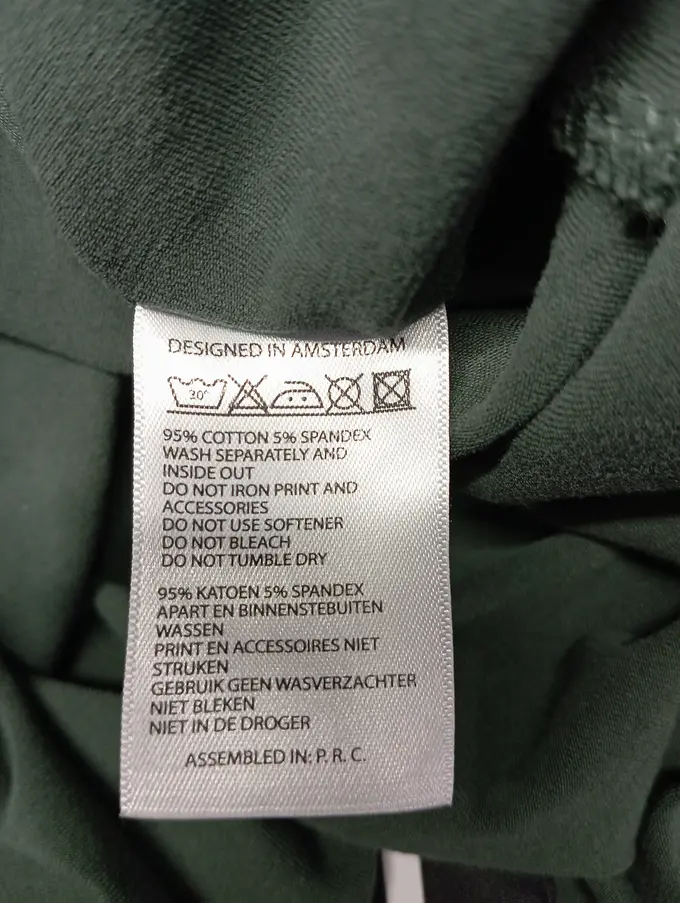 DESIGNED IN AMSTERDAM
30°
95% COTTON 5% SPANDEX
WASH SEPARATELY AND
INSIDE OUT
DO NOT IRON PRINT AND
ACCESSORIES
DO NOT USE SOFTENER
DO NOT BLEACH
DO NOT TUMBLE DRY
95% KATOEN 5% SPANDEX
APART EN BINNENSTEBUITEN
WASSEN
PRINT EN ACCESSOIRES NIET
STRUKEN
GEBRUIK GEEN WASVERZACHTER
NIET BLEKEN
NIET IN DE DROGER
ASSEMBLED IN: P. R. C.